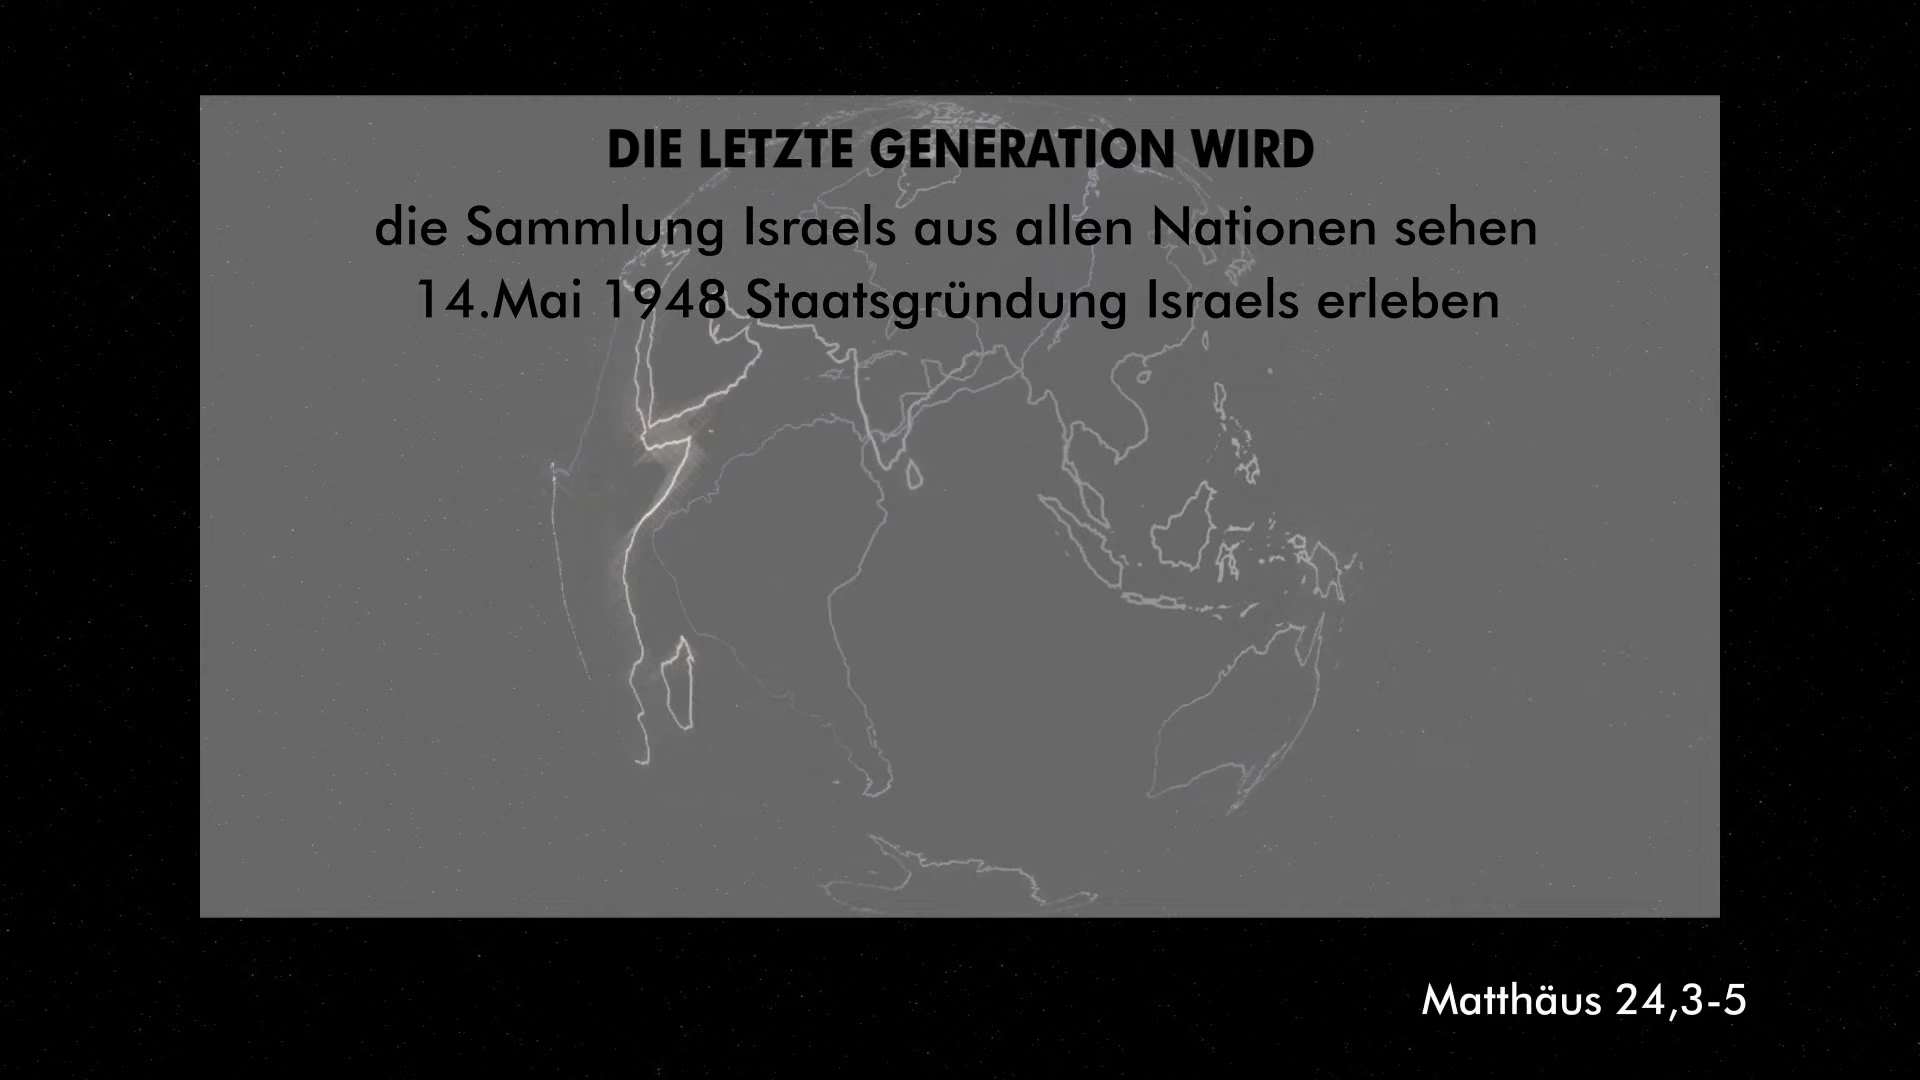 DIE LETZTE GENERATION WIRD
die Sammlung Israels aus allen Nationen sehen
14.Mai 1948 Staatsgründung Israels erleben
Matthäus 24,3-5